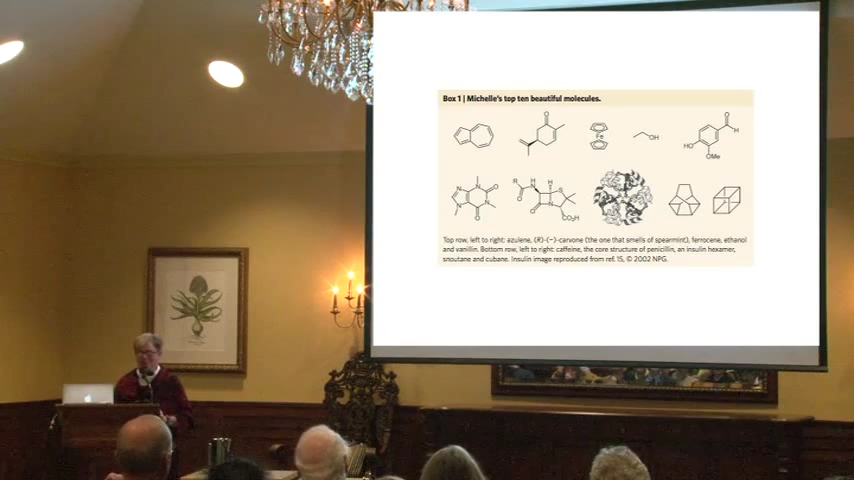 Box 1 | Michelle's top ten beautiful molecules.
O
Fe
OH
O
H
HO
OMe
N
N
O
N
N
O
R
H
N
H
S
O
O
N
CO₂H
Top row, left to right: azulene, (R)-(−)-carvone (the one that smells of spearmint), ferrocene, ethanol
and vanillin. Bottom row, left to right: caffeine, the core structure of penicillin, an insulin hexamer,
snoutane and cubane. Insulin image reproduced from ref. 15, © 2002 NPG.